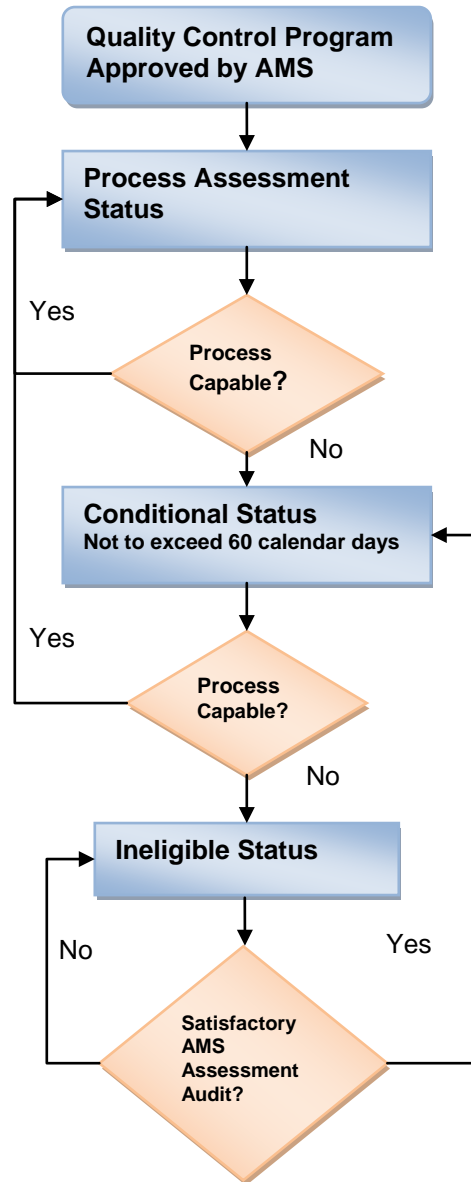 Quality Control Program
Approved by AMS
Process Assessment
Status
Yes
Process
Capable?
No
Conditional Status
Not to exceed 60 calendar days
Yes
Process
Capable?
No
Ineligible Status
No
Yes
Satisfactory
AMS
Assessment
Audit?